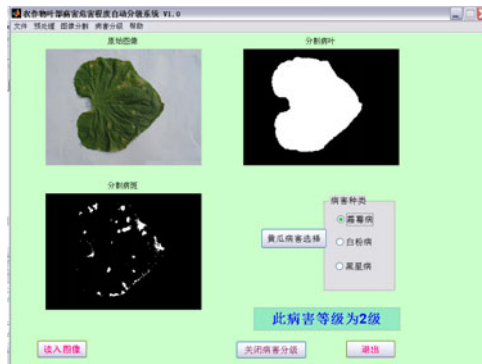 农作物叶部病害危害程度自动分级系统 V1.0
文件 预处理 图像分割 病害分级 帮助
原始图像
分割病叶
分割病斑
病害种类
霜霉病
黄瓜病害选择
白粉病
黑星病
此病害等级为2级
读入图像
关闭病害分级
退出